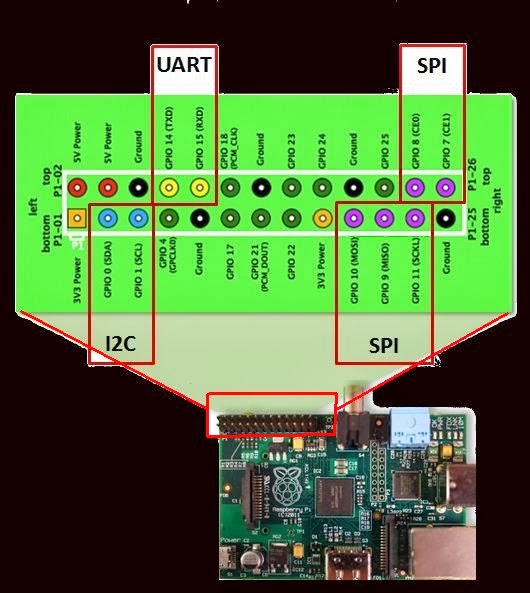 UART
SPI
5V Power
5V Power
Ground
GPIO 14 (TXD)
GPIO 15 (RXD)
GPIO 18
(PCM_CLK)
Ground
GPIO 23
GPIO 24
Ground
GPIO 25
GPIO 8 (CE0)
GPIO 7 (CE1)
left
top
P1-02
P1-26
top
right
bottom
P1-01
P1
P1-25
bottom
3V3 Power
GPIO 0 (SDA)
GPIO 1 (SCL)
GPIO 4
(GPCLK0)
Ground
GPIO 17
GPIO 21
(PCM_DOUT)
GPIO 22
3V3 Power
GPIO 10 (MOSI)
GPIO 9 (MISO)
GPIO 11 (SCKL)
Ground
I2C
SPI
Raspberry Pi
(C)2011
Power